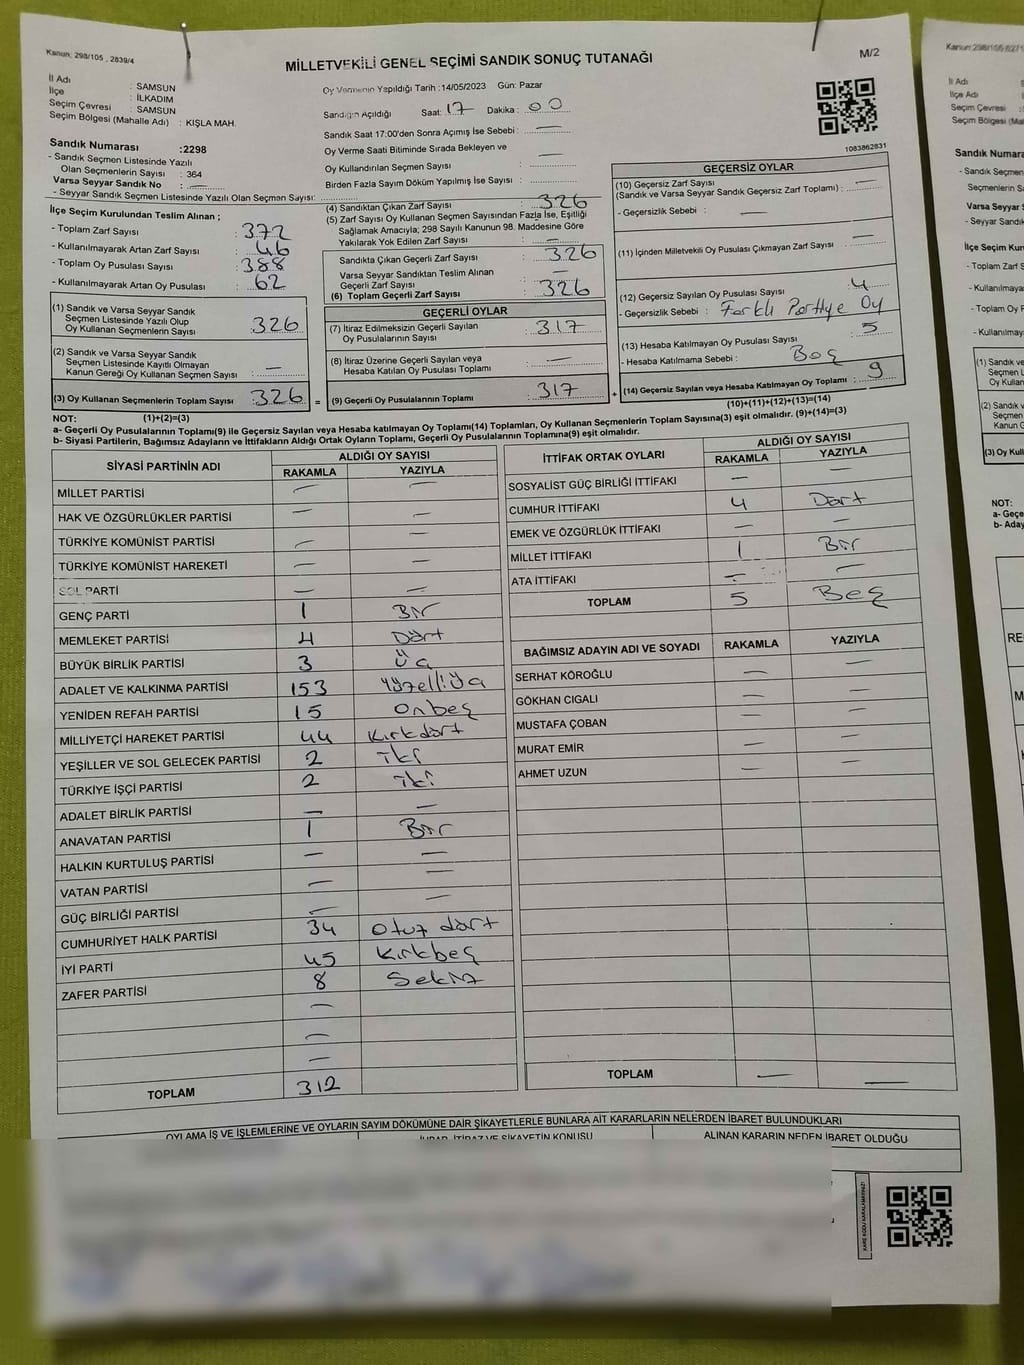 Kanun: 298/105 , 2839/4
M/2
MİLLETVEKİLİ GENEL SEÇİMİ SANDIK SONUÇ TUTANAĞI
İl Adı : SAMSUN
İlçe : İLKADIM
Seçim Çevresi : SAMSUN
Seçim Bölgesi (Mahalle Adı) : KIŞLA MAH.
Oy Vermenin Yapıldığı Tarih :14/05/2023 Gün: Pazar
Sandığın Açıldığı Saat: 17 Dakika : 00
Sandık Saat 17:00'den Sonra Açımış İse Sebebi : —
Oy Verme Saati Bitiminde Sırada Bekleyen ve
Oy Kullandırılan Seçmen Sayısı : —
Birden Fazla Sayım Döküm Yapılmış İse Sayısı :
1083862831
Sandık Numarası :2298
- Sandık Seçmen Listesinde Yazılı
Olan Seçmenlerin Sayısı : 364
Varsa Seyyar Sandık No : —
- Seyyar Sandık Seçmen Listesinde Yazılı Olan Seçmen Sayısı:
İlçe Seçim Kurulundan Teslim Alınan ;
- Toplam Zarf Sayısı : 372
- Kullanılmayarak Artan Zarf Sayısı : 46
- Toplam Oy Pusulası Sayısı : 388
- Kullanılmayarak Artan Oy Pusulası : 62
(1) Sandık ve Varsa Seyyar Sandık
Seçmen Listesinde Yazılı Olup
Oy Kullanan Seçmenlerin Sayısı : 326
(2) Sandık ve Varsa Seyyar Sandık
Seçmen Listesinde Kayıtlı Olmayan
Kanun Gereği Oy Kullanan Seçmen Sayısı : —
(3) Oy Kullanan Seçmenlerin Toplam Sayısı : 326 =
(4) Sandıktan Çıkan Zarf Sayısı : 326
(5) Zarf Sayısı Oy Kullanan Seçmen Sayısından Fazla İse, Eşitliği
Sağlamak Amacıyla; 298 Sayılı Kanunun 98. Maddesine Göre
Yakılarak Yok Edilen Zarf Sayısı : —
Sandıkta Çıkan Geçerli Zarf Sayısı : 326
Varsa Seyyar Sandıktan Teslim Alınan
Geçerli Zarf Sayısı : —
(6) Toplam Geçerli Zarf Sayısı : 326
GEÇERLİ OYLAR
(7) İtiraz Edilmeksizin Geçerli Sayılan
Oy Pusulalarının Sayısı : 317
(8) İtiraz Üzerine Geçerli Sayılan veya
Hesaba Katılan Oy Pusulası Toplamı : —
(9) Geçerli Oy Pusulalarının Toplamı : 317 +
GEÇERSİZ OYLAR
(10) Geçersiz Zarf Sayısı
(Sandık ve Varsa Seyyar Sandık Geçersiz Zarf Toplamı) : —
- Geçersizlik Sebebi : —
(11) İçinden Milletvekili Oy Pusulası Çıkmayan Zarf Sayısı : —
(12) Geçersiz Sayılan Oy Pusulası Sayısı : 4
- Geçersizlik Sebebi : Farklı Partiye Oy
(13) Hesaba Katılmayan Oy Pusulası Sayısı : 5
- Hesaba Katılmama Sebebi : Boş
(14) Geçersiz Sayılan veya Hesaba Katılmayan Oy Toplamı : 9
NOT: (1)+(2)=(3)
(10)+(11)+(12)+(13)=(14)
a- Geçerli Oy Pusulalarının Toplamı(9) ile Geçersiz Sayılan veya Hesaba katılmayan Oy Toplamı(14) Toplamları, Oy Kullanan Seçmenlerin Toplam Sayısına(3) eşit olmalıdır. (9)+(14)=(3)
b- Siyasi Partilerin, Bağımsız Adayların ve İttifakların Aldığı Ortak Oyların Toplamı, Geçerli Oy Pusulalarının Toplamına(9) eşit olmalıdır.
SİYASİ PARTİNİN ADI ALDIĞI OY SAYISI
RAKAMLA YAZIYLA
MİLLET PARTİSİ — —
HAK VE ÖZGÜRLÜKLER PARTİSİ — —
TÜRKİYE KOMÜNİST PARTİSİ — —
TÜRKİYE KOMÜNİST HAREKETİ — —
SOL PARTİ — —
GENÇ PARTİ 1 Bir
MEMLEKET PARTİSİ 4 Dört
BÜYÜK BİRLİK PARTİSİ 3 Üç
ADALET VE KALKINMA PARTİSİ 153 Yüzelliüç
YENİDEN REFAH PARTİSİ 15 Onbeş
MİLLİYETÇİ HAREKET PARTİSİ 44 Kırkdört
YEŞİLLER VE SOL GELECEK PARTİSİ 2 İki
TÜRKİYE İŞÇİ PARTİSİ 2 İki
ADALET BİRLİK PARTİSİ — —
ANAVATAN PARTİSİ 1 Bir
HALKIN KURTULUŞ PARTİSİ — —
VATAN PARTİSİ — —
GÜÇ BİRLİĞİ PARTİSİ — —
CUMHURİYET HALK PARTİSİ 34 Otuz dört
İYİ PARTİ 45 Kırkbeş
ZAFER PARTİSİ 8 Sekiz
—
—
—
TOPLAM 312
İTTİFAK ORTAK OYLARI ALDIĞI OY SAYISI
RAKAMLA YAZIYLA
SOSYALİST GÜÇ BİRLİĞİ İTTİFAKI — —
CUMHUR İTTİFAKI 4 Dört
EMEK VE ÖZGÜRLÜK İTTİFAKI — —
MİLLET İTTİFAKI 1 Bir
ATA İTTİFAKI — —
TOPLAM 5 Beş
BAĞIMSIZ ADAYIN ADI VE SOYADI RAKAMLA YAZIYLA
SERHAT KÖROĞLU — —
GÖKHAN CIGALI — —
MUSTAFA ÇOBAN — —
MURAT EMİR — —
AHMET UZUN — —
TOPLAM — —
OYLAMA İŞ VE İŞLEMLERİNE VE OYLARIN SAYIM DÖKÜMÜNE DAİR ŞİKAYETLERLE BUNLARA AİT KARARLARIN NELERDEN İBARET BULUNDUKLARI
İHBAR, İTİRAZ VE ŞİKAYETİN KONUSU ALINAN KARARIN NEDEN İBARET OLDUĞU
Kanun: 298/105
İl Adı
İlçe Adı
Seçim Çevresi
Sandık Numara
- Sandık Seçmen
Seçmenlerin S
Varsa Seyyar S
- Seyyar Sandık
- Toplam Zarf S
- Kullanılmaya
- Toplam Oy P
- Kullanılmay
(1) Sandık ve
Seçmen L
Oy Kullan
(2) Sandık
Seçmen
Kanun G
(3) Oy Kull
NOT:
a- Geçe
b- Aday
RE